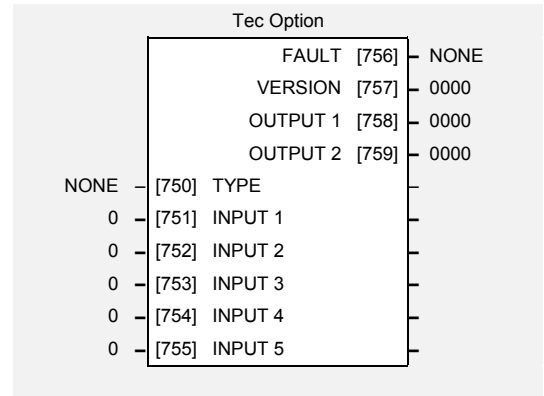 Tec Option
FAULT [756] – NONE
VERSION [757] – 0000
OUTPUT 1 [758] – 0000
OUTPUT 2 [759] – 0000
NONE – [750] TYPE –
0 – [751] INPUT 1 –
0 – [752] INPUT 2 –
0 – [753] INPUT 3 –
0 – [754] INPUT 4 –
0 – [755] INPUT 5 –